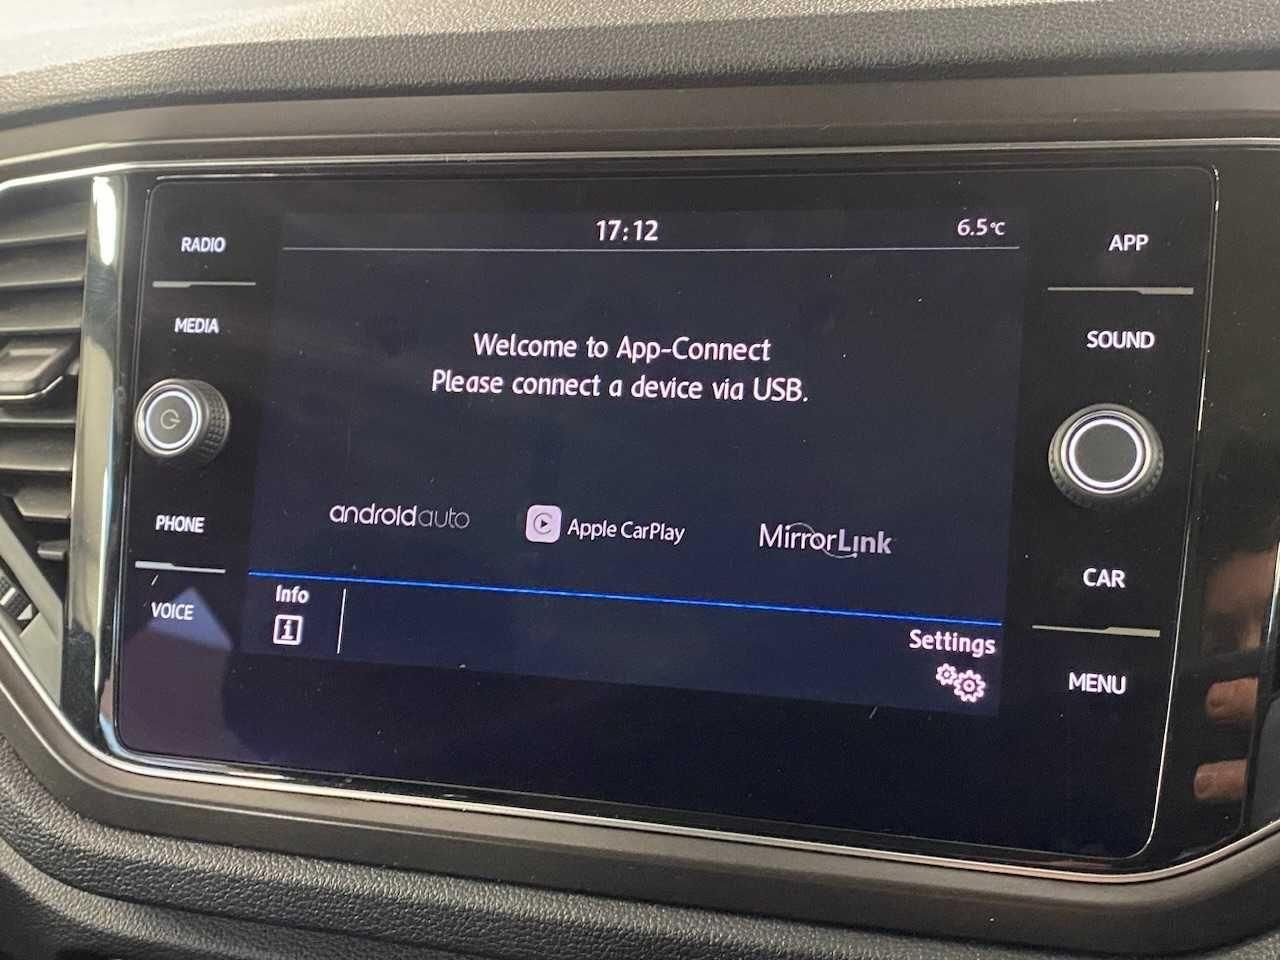 17:12
6.5°C
RADIO
MEDIA
PHONE
VOICE
Welcome to App-Connect
Please connect a device via USB.
androidauto
Apple CarPlay
MirrorLink
Info
Settings
APP
SOUND
CAR
MENU